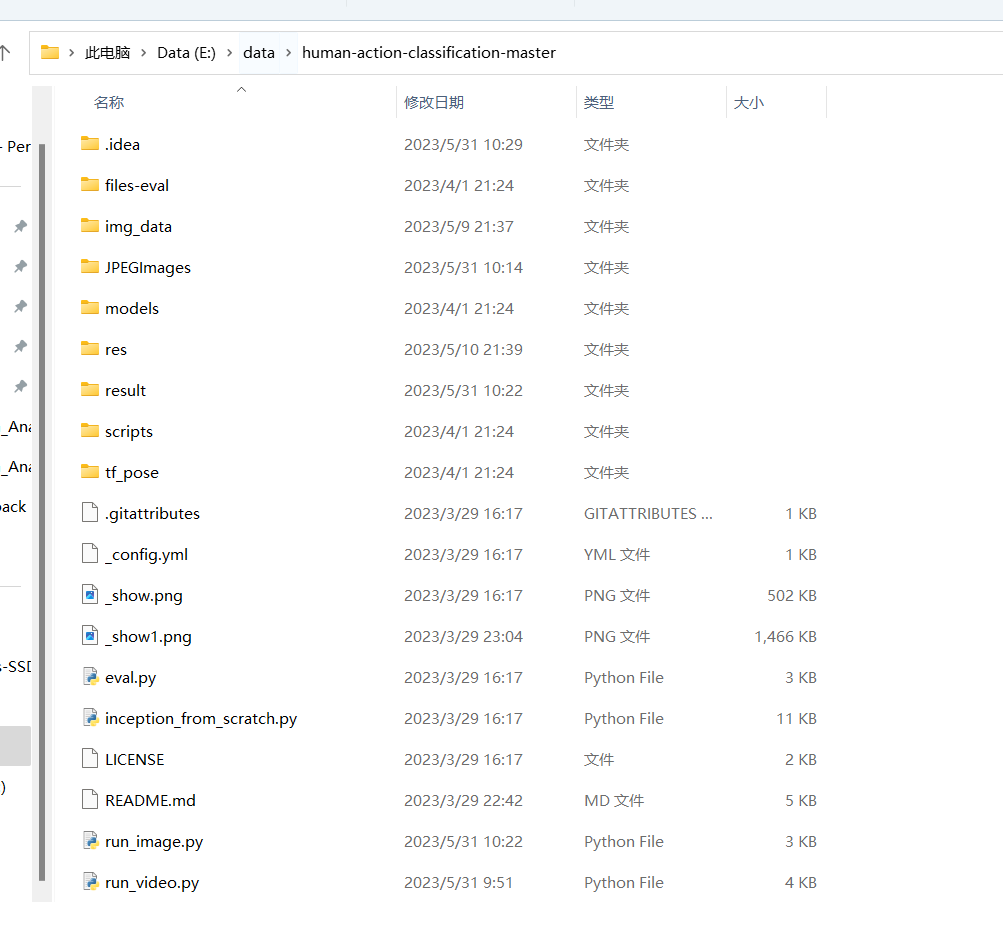 此电脑 > Data (E:) > data > human-action-classification-master
名称 修改日期 类型 大小
.idea 2023/5/31 10:29 文件夹
- Per
files-eval 2023/4/1 21:24 文件夹
img_data 2023/5/9 21:37 文件夹
JPEGImages 2023/5/31 10:14 文件夹
models 2023/4/1 21:24 文件夹
res 2023/5/10 21:39 文件夹
result 2023/5/31 10:22 文件夹
_Ana
scripts 2023/4/1 21:24 文件夹
_Ana
tf_pose 2023/4/1 21:24 文件夹
back
.gitattributes 2023/3/29 16:17 GITATTRIBUTES ... 1 KB
_config.yml 2023/3/29 16:17 YML 文件 1 KB
_show.png 2023/3/29 16:17 PNG 文件 502 KB
_show1.png 2023/3/29 23:04 PNG 文件 1,466 KB
s-SSD
eval.py 2023/3/29 16:17 Python File 3 KB
inception_from_scratch.py 2023/3/29 16:17 Python File 11 KB
LICENSE 2023/3/29 16:17 文件 2 KB
)
README.md 2023/3/29 22:42 MD 文件 5 KB
run_image.py 2023/5/31 10:22 Python File 3 KB
run_video.py 2023/5/31 9:51 Python File 4 KB